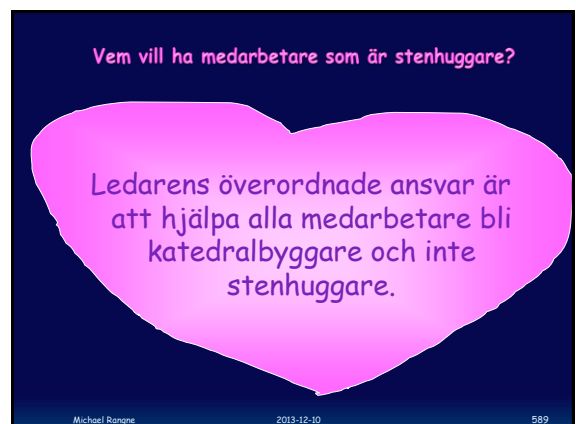 Vem vill ha medarbetare som är stenhuggare?
Ledarens överordnade ansvar är
att hjälpa alla medarbetare bli
katedralbyggare och inte
stenhuggare.
Michael Rangne 2013-12-10 589